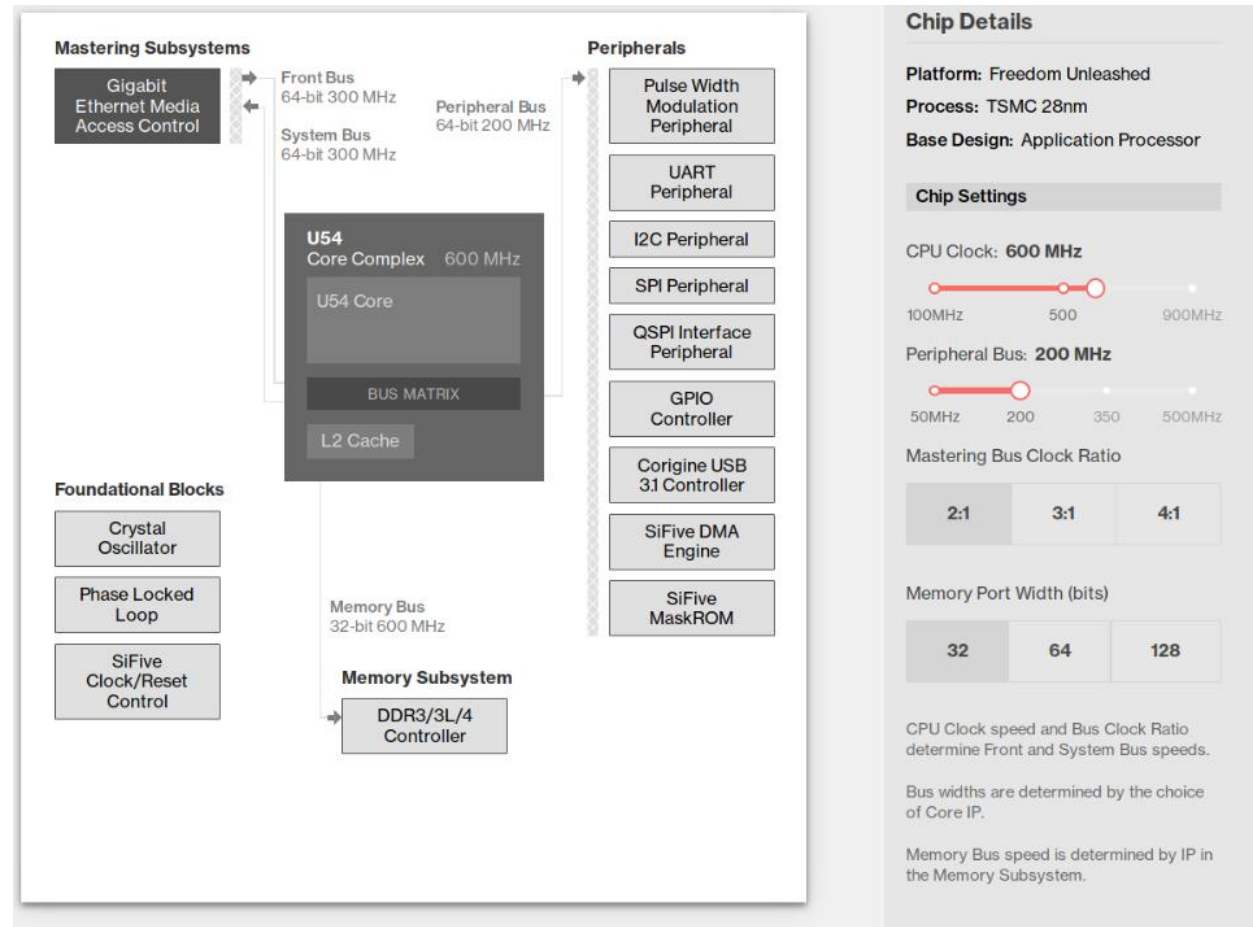 Mastering Subsystems
Gigabit
Ethernet Media
Access Control
Front Bus
64-bit 300 MHz
System Bus
64-bit 300 MHz
Peripheral Bus
64-bit 200 MHz
U54
Core Complex 600 MHz
U54 Core
BUS MATRIX
L2 Cache
Foundational Blocks
Crystal
Oscillator
Phase Locked
Loop
SiFive
Clock/Reset
Control
Memory Bus
32-bit 600 MHz
Memory Subsystem
DDR3/3L/4
Controller
Peripherals
Pulse Width
Modulation
Peripheral
UART
Peripheral
I2C Peripheral
SPI Peripheral
QSPI Interface
Peripheral
GPIO
Controller
Corigine USB
3.1 Controller
SiFive DMA
Engine
SiFive
MaskROM
Chip Details
Platform: Freedom Unleashed
Process: TSMC 28nm
Base Design: Application Processor
Chip Settings
CPU Clock: 600 MHz
100MHz 500 900MHz
Peripheral Bus: 200 MHz
50MHz 200 350 500MHz
Mastering Bus Clock Ratio
2:1 3:1 4:1
Memory Port Width (bits)
32 64 128
CPU Clock speed and Bus Clock Ratio
determine Front and System Bus speeds.
Bus widths are determined by the choice
of Core IP.
Memory Bus speed is determined by IP in
the Memory Subsystem.